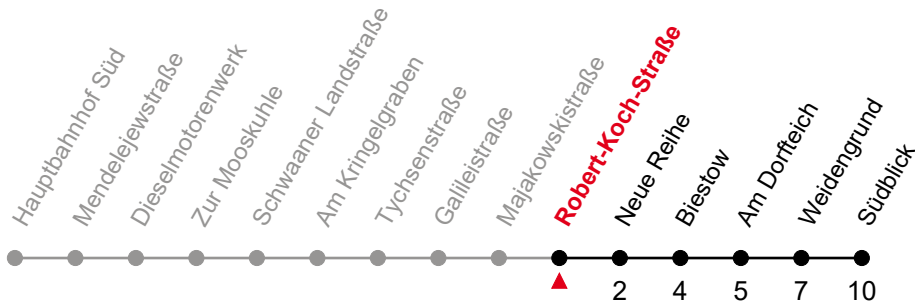 Hauptbahnhof Süd
Mendelejewstraße
Dieselmotorenwerk
Zur Mooskuhle
Schwaaner Landstraße
Am Kringelgraben
Tychsenstraße
Galileistraße
Majakowskistraße
Robert-Koch-Straße
Neue Reihe
Biestow
Am Dorfteich
Weidengrund
Südblick
2 4 5 7 10